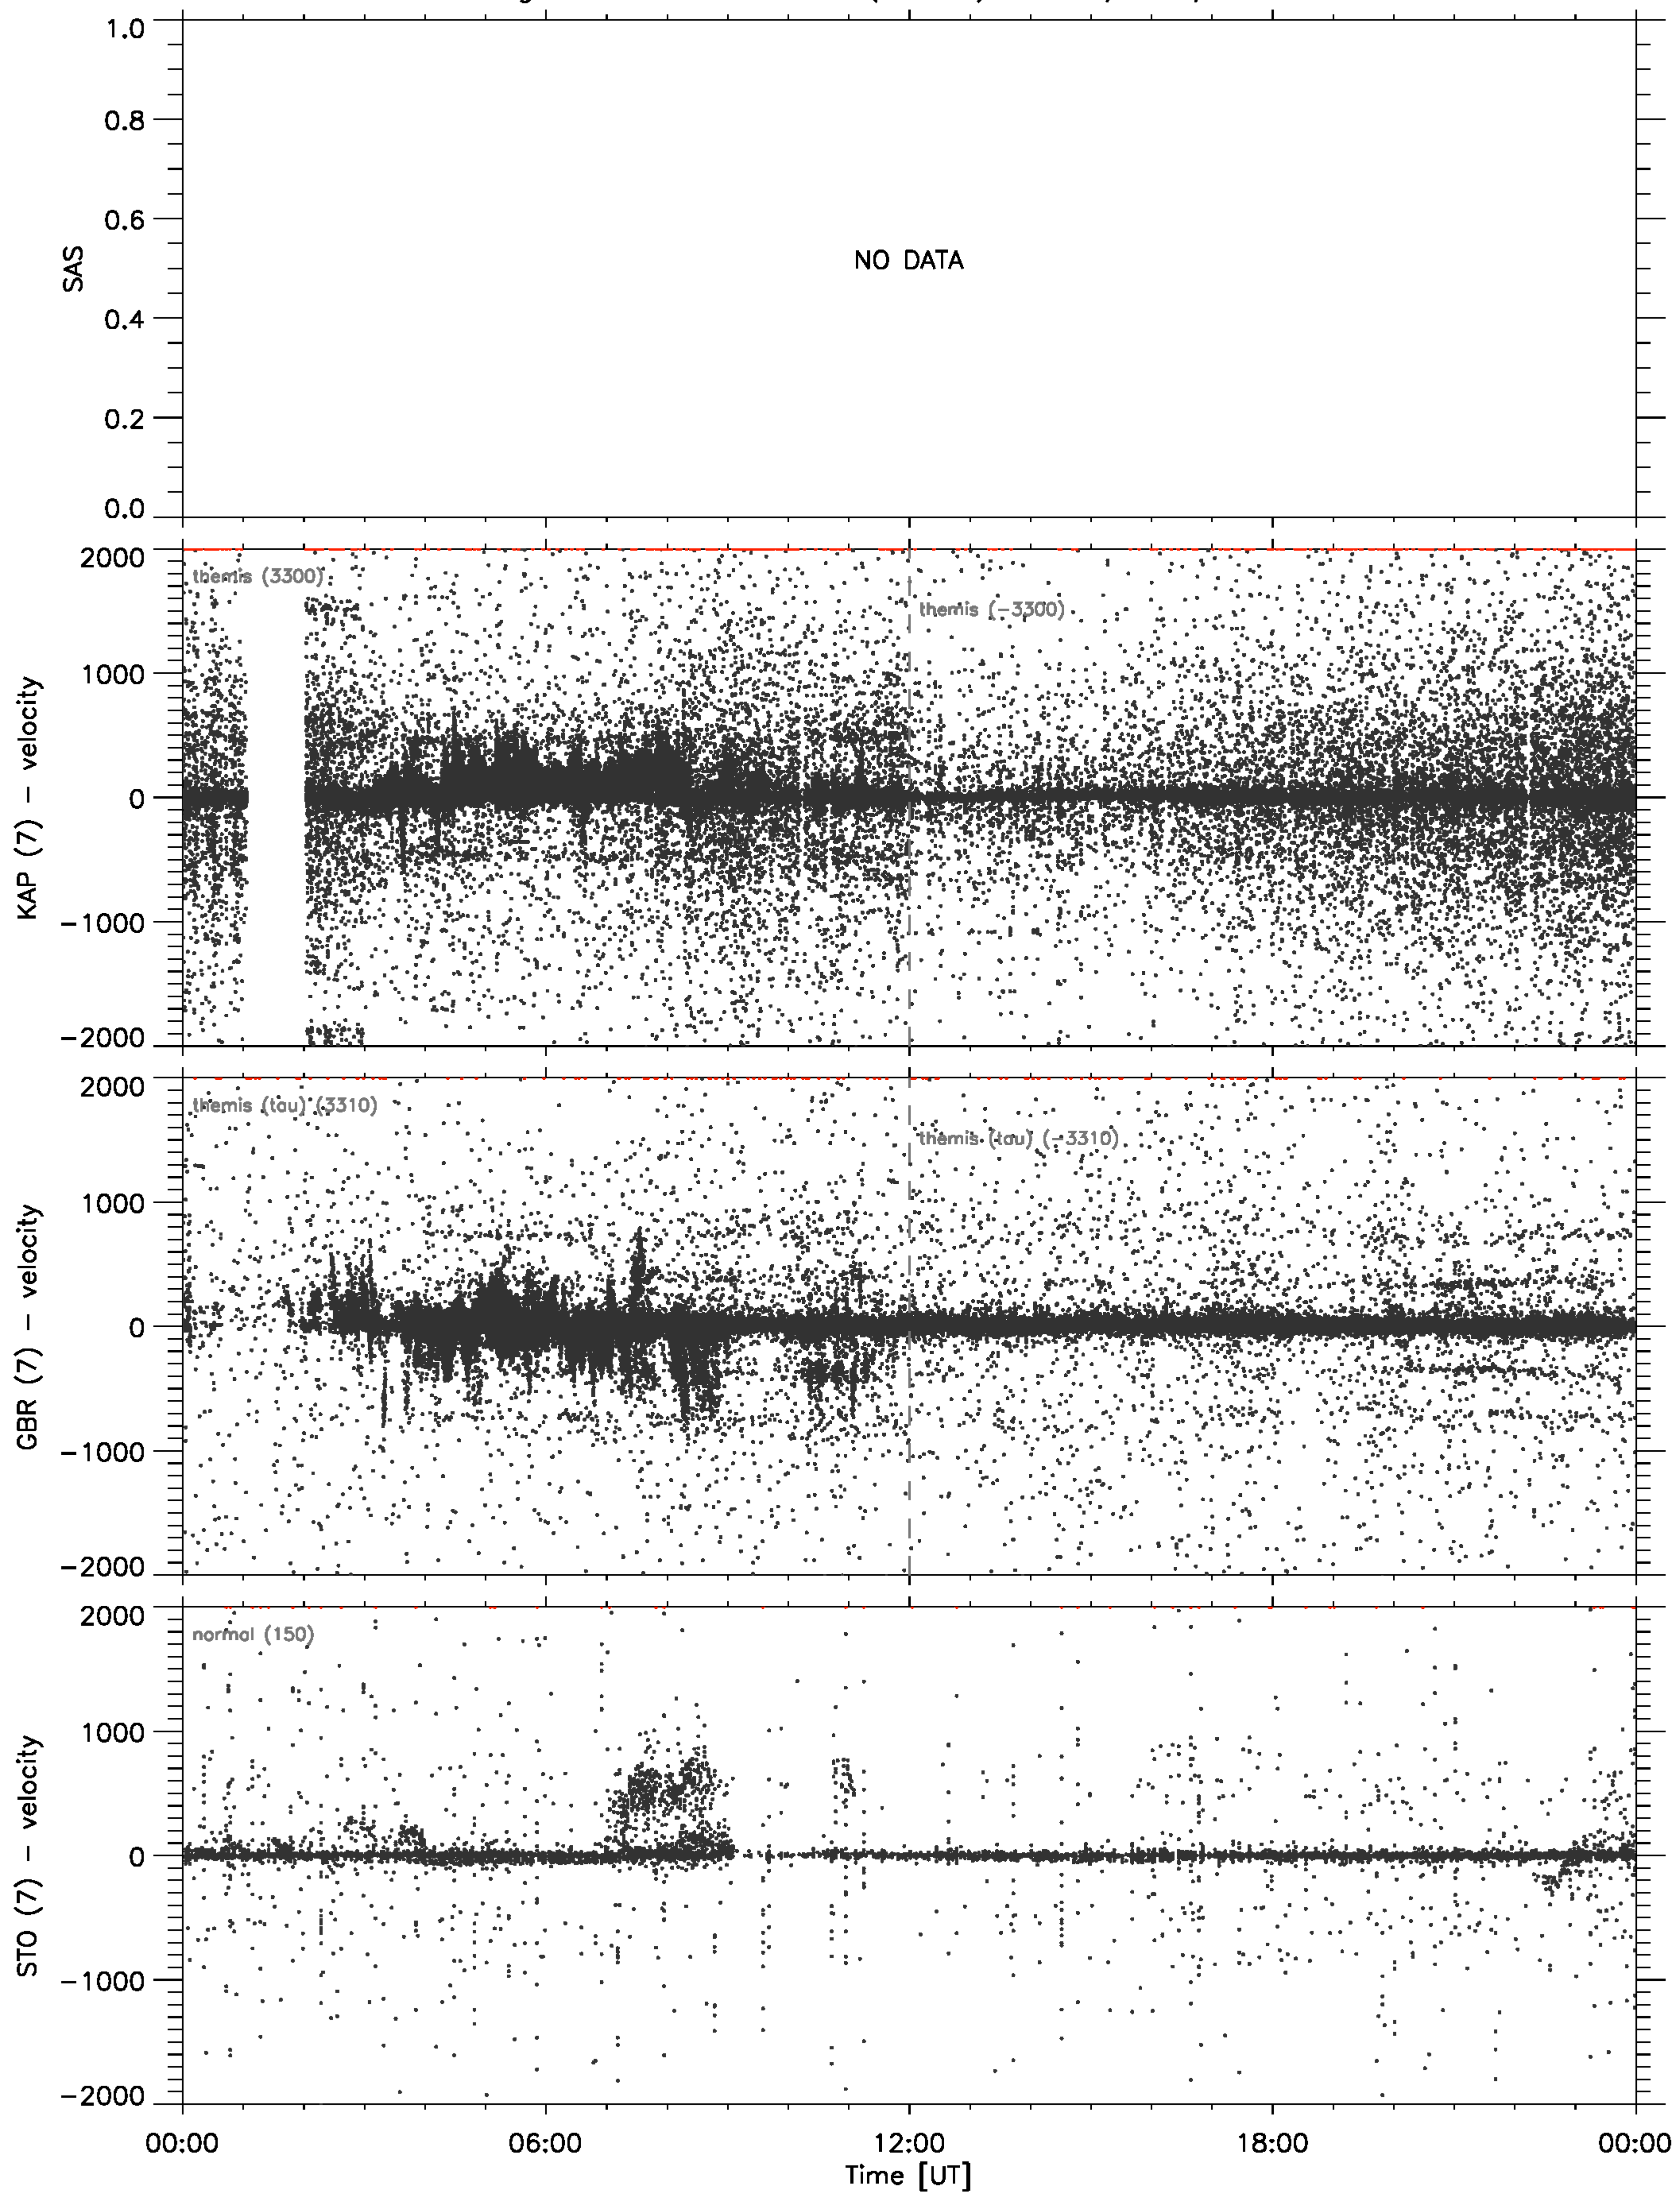 1.0
0.8
0.6
0.4
0.2
0.0
SAS
NO DATA
2000
1000
0
−1000
−2000
KAP (7) − velocity
themis (3300)
themis (−3300)
2000
1000
0
−1000
−2000
GBR (7) − velocity
themis (tau) (3310)
themis (tau) (−3310)
2000
1000
0
−1000
−2000
STO (7) − velocity
normal (150)
00:00
06:00
12:00
18:00
00:00
Time [UT]